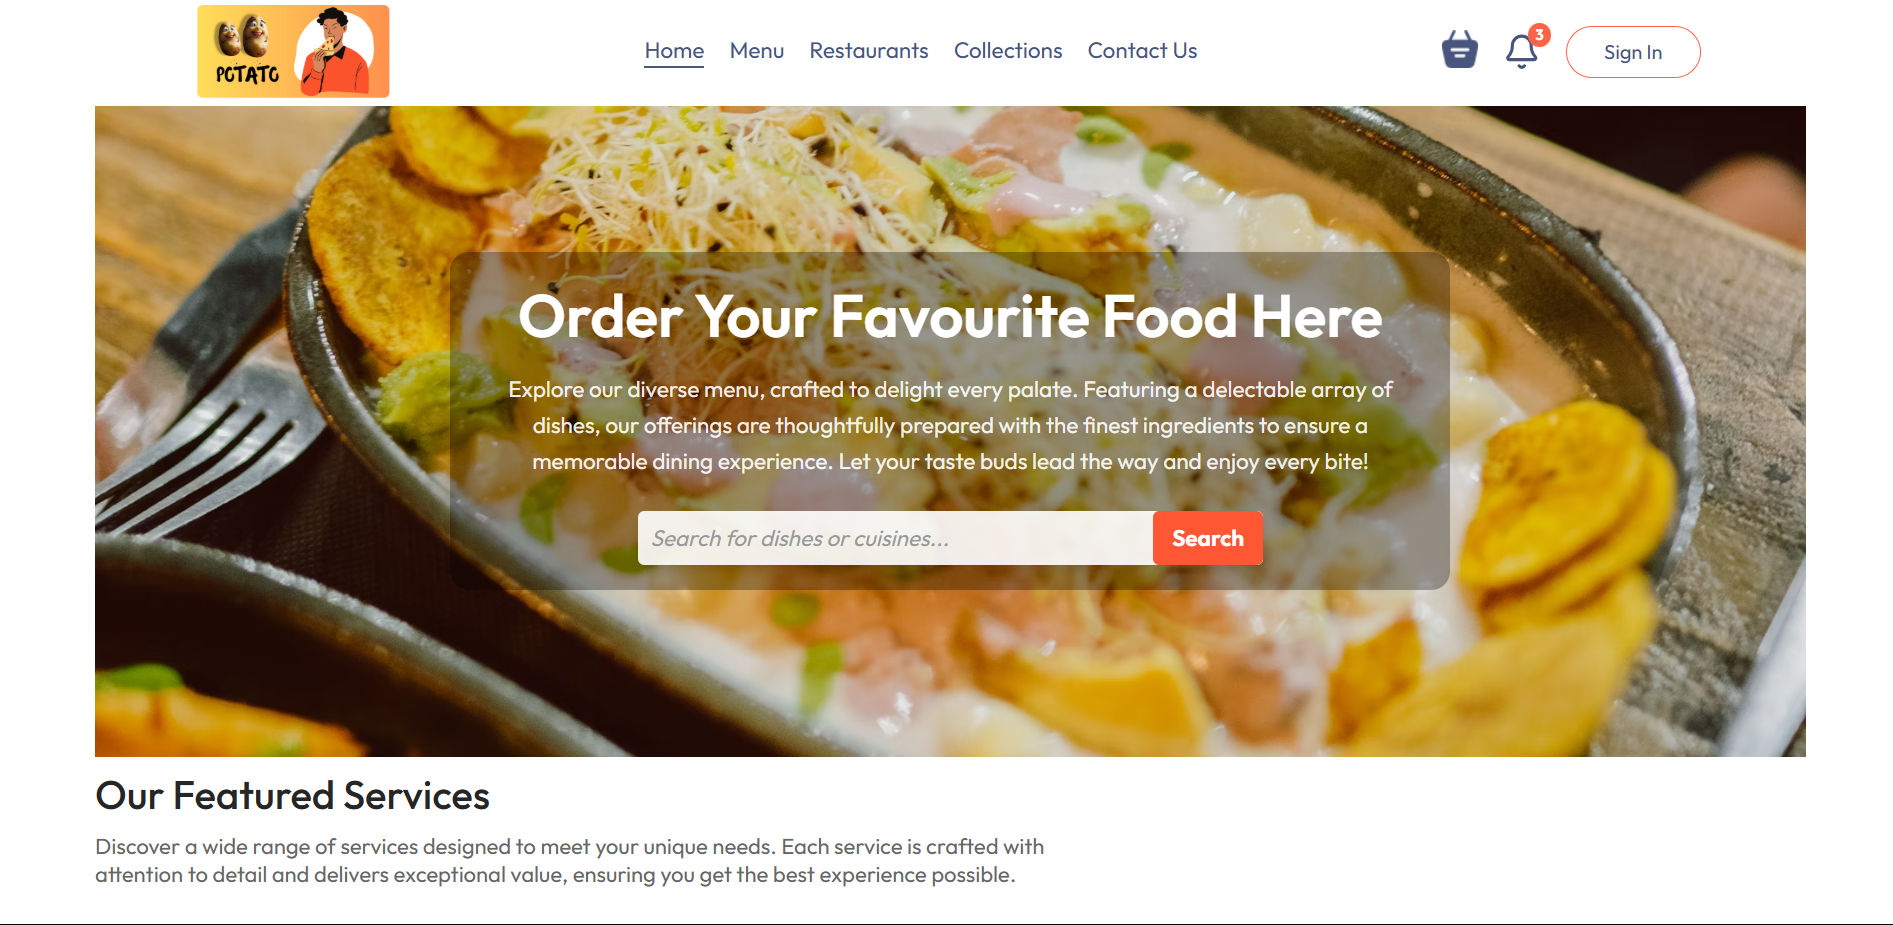 POTATO
Home Menu Restaurants Collections Contact Us
3
Sign In
Order Your Favourite Food Here
Explore our diverse menu, crafted to delight every palate. Featuring a delectable array of
dishes, our offerings are thoughtfully prepared with the finest ingredients to ensure a
memorable dining experience. Let your taste buds lead the way and enjoy every bite!
Search for dishes or cuisines...
Search
Our Featured Services
Discover a wide range of services designed to meet your unique needs. Each service is crafted with
attention to detail and delivers exceptional value, ensuring you get the best experience possible.